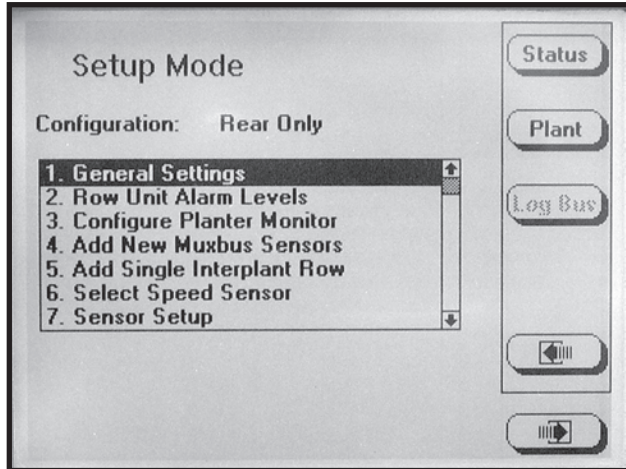 Setup Mode
Configuration: Rear Only
1. General Settings
2. Row Unit Alarm Levels
3. Configure Planter Monitor
4. Add New Muxbus Sensors
5. Add Single Interplant Row
6. Select Speed Sensor
7. Sensor Setup
Status
Plant
Log Bus